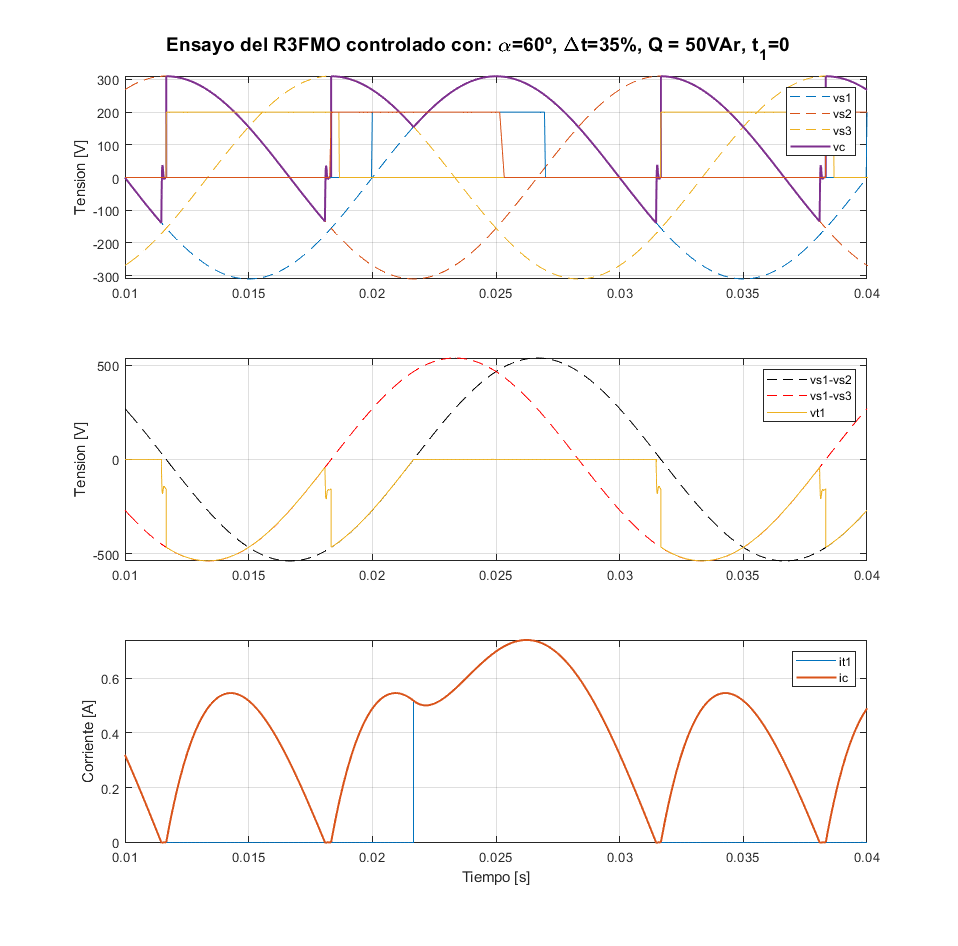 Ensayo del R3FMO controlado con: α=60º, Δt=35%, Q = 50VAr, t₁=0
300
200
100
0
-100
-200
-300
Tension [V]
vs1
vs2
vs3
vc
0.01 0.015 0.02 0.025 0.03 0.035 0.04
500
0
-500
Tension [V]
vs1-vs2
vs1-vs3
vt1
0.01 0.015 0.02 0.025 0.03 0.035 0.04
0.6
0.4
0.2
0
Corriente [A]
it1
ic
0.01 0.015 0.02 0.025 0.03 0.035 0.04
Tiempo [s]